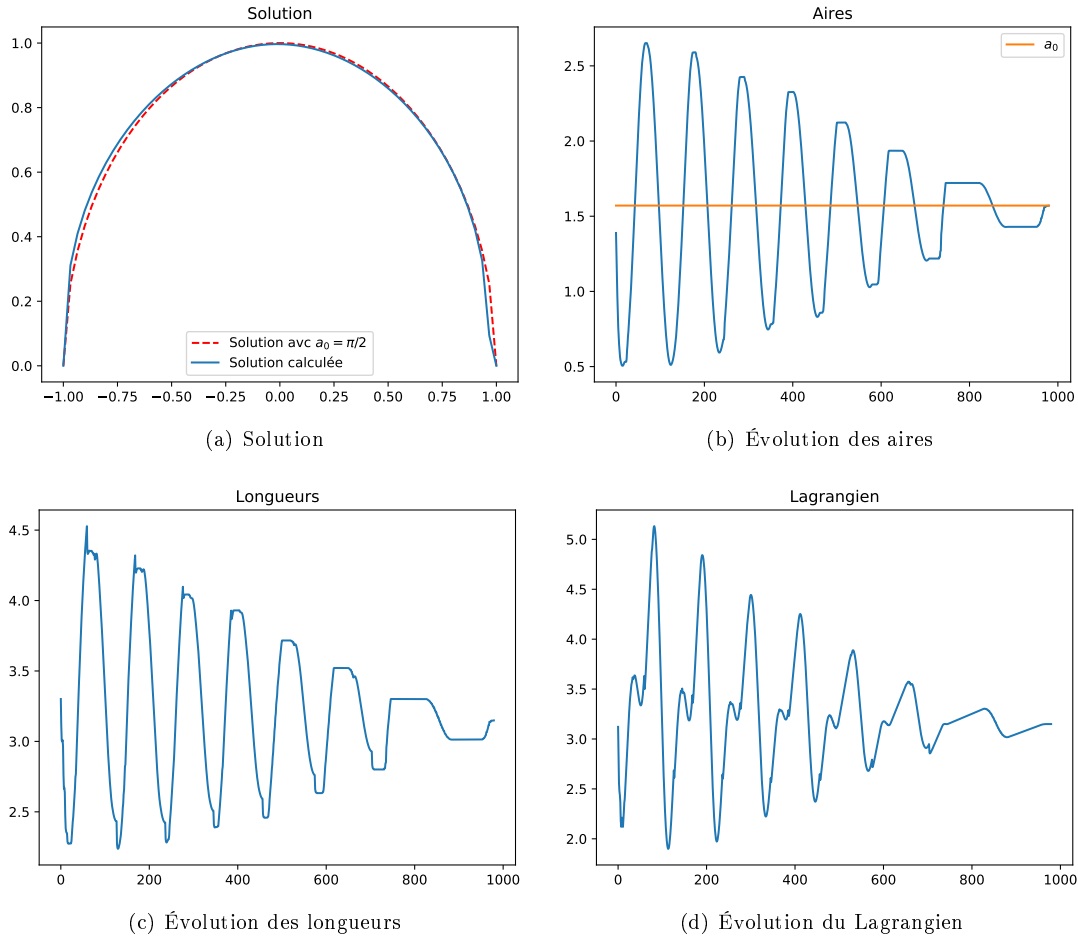 Solution
1.0
0.8
0.6
0.4
0.2
0.0
−1.00 −0.75 −0.50 −0.25 0.00 0.25 0.50 0.75 1.00
Solution avc a₀ = π/2
Solution calculée
(a) Solution
Aires
2.5
2.0
1.5
1.0
0.5
0 200 400 600 800 1000
a₀
(b) Évolution des aires
Longueurs
4.5
4.0
3.5
3.0
2.5
0 200 400 600 800 1000
(c) Évolution des longueurs
Lagrangien
5.0
4.5
4.0
3.5
3.0
2.5
2.0
0 200 400 600 800 1000
(d) Évolution du Lagrangien